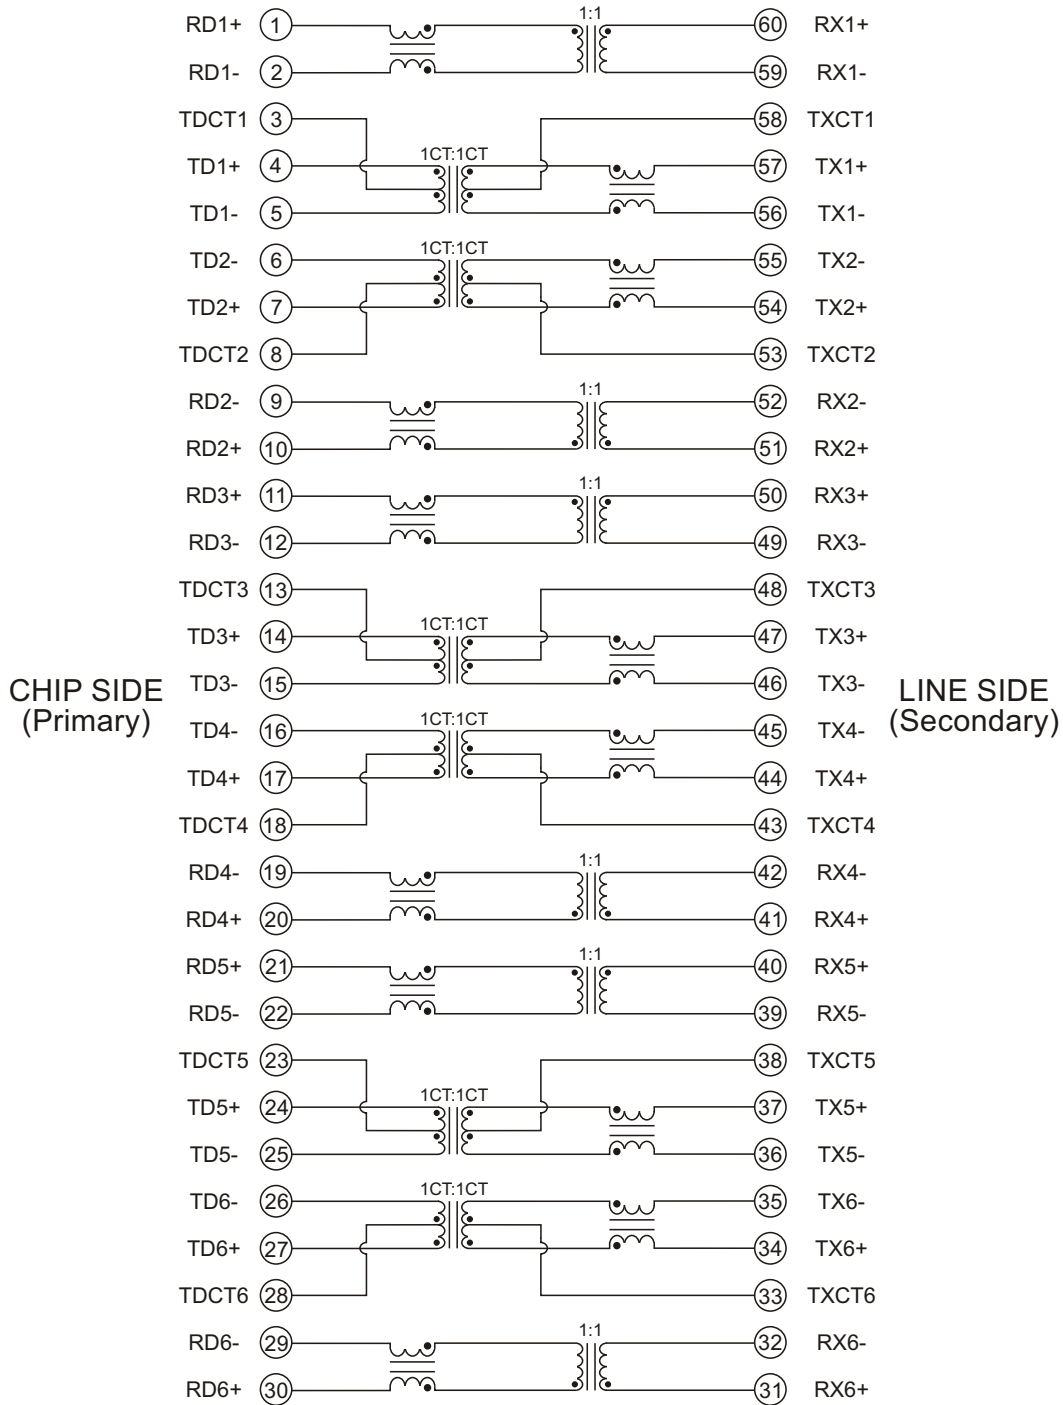 1:1
RD1+ 1 60 RX1+
RD1- 2 59 RX1-
TDCT1 3 58 TXCT1
1CT:1CT
TD1+ 4 57 TX1+
TD1- 5 56 TX1-
1CT:1CT
TD2- 6 55 TX2-
TD2+ 7 54 TX2+
TDCT2 8 53 TXCT2
1:1
RD2- 9 52 RX2-
RD2+ 10 51 RX2+
1:1
RD3+ 11 50 RX3+
RD3- 12 49 RX3-
TDCT3 13 48 TXCT3
1CT:1CT
TD3+ 14 47 TX3+
TD3- 15 46 TX3-
CHIP SIDE
(Primary)
LINE SIDE
(Secondary)
1CT:1CT
TD4- 16 45 TX4-
TD4+ 17 44 TX4+
TDCT4 18 43 TXCT4
1:1
RD4- 19 42 RX4-
RD4+ 20 41 RX4+
1:1
RD5+ 21 40 RX5+
RD5- 22 39 RX5-
TDCT5 23 38 TXCT5
1CT:1CT
TD5+ 24 37 TX5+
TD5- 25 36 TX5-
1CT:1CT
TD6- 26 35 TX6-
TD6+ 27 34 TX6+
TDCT6 28 33 TXCT6
1:1
RD6- 29 32 RX6-
RD6+ 30 31 RX6+